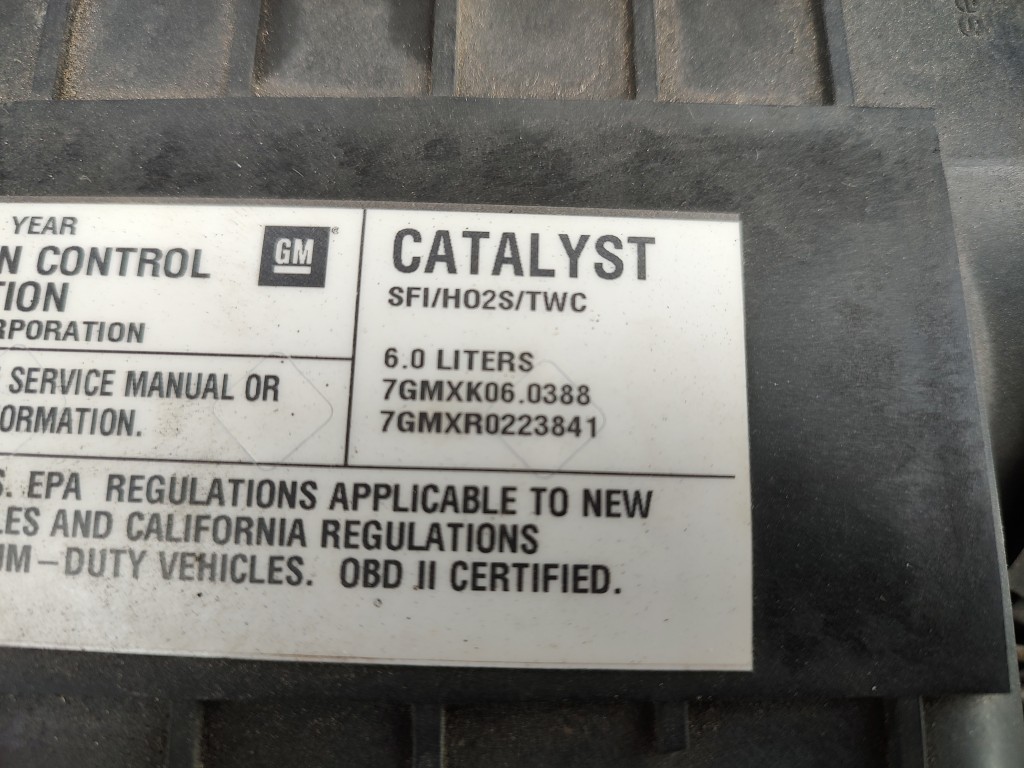 YEAR
N CONTROL
TION
RPORATION
GM
SERVICE MANUAL OR
ORMATION.
CATALYST
SFI/HO2S/TWC
6.0 LITERS
7GMXK06.0388
7GMXR0223841
S. EPA REGULATIONS APPLICABLE TO NEW
LES AND CALIFORNIA REGULATIONS
UM-DUTY VEHICLES. OBD II CERTIFIED.